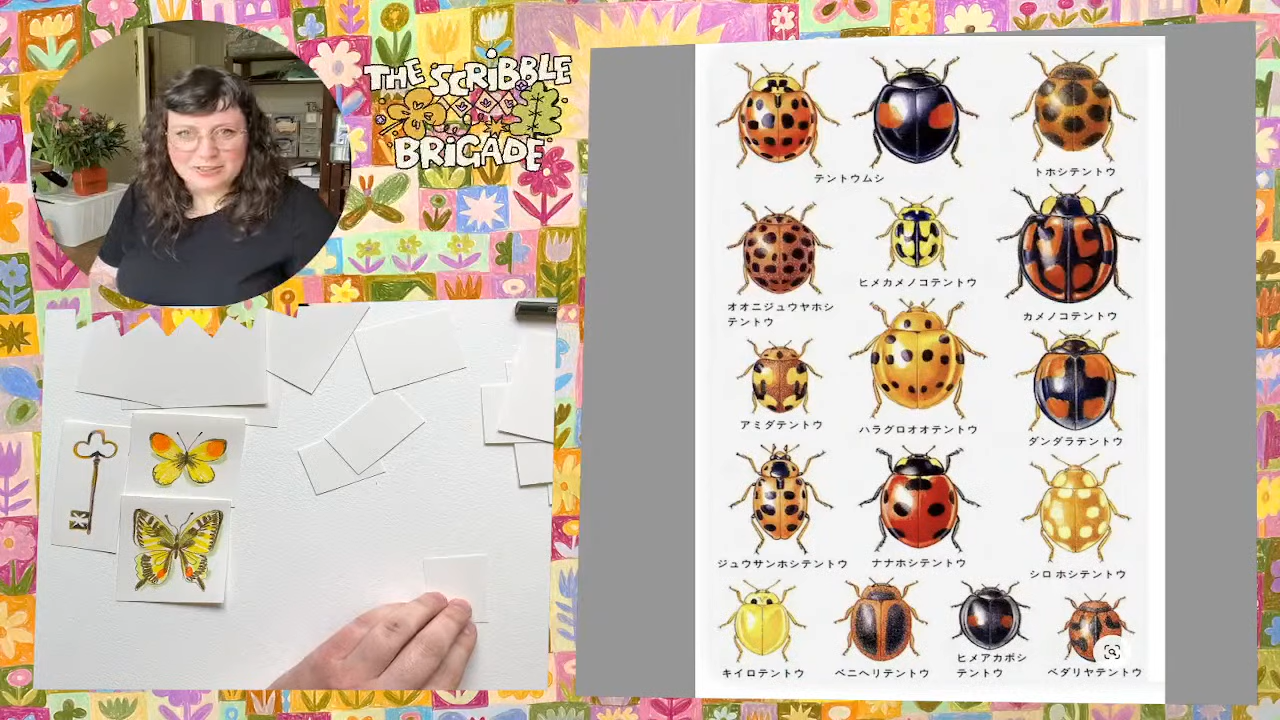 THE SCRIBBLE
BRIGADE
テントウムシ
トホシテントウ
オオニジュウヤホシ
テントウ
ヒメカメノコテントウ
カメノコテントウ
アミダテントウ
ハラグロオオテントウ
ダンダラテントウ
ジュウサンホシテントウ
ナナホシテントウ
シロホシテントウ
キイロテントウ
ベニヘリテントウ
ヒメアカボシ
テントウ
ベダリヤテントウ